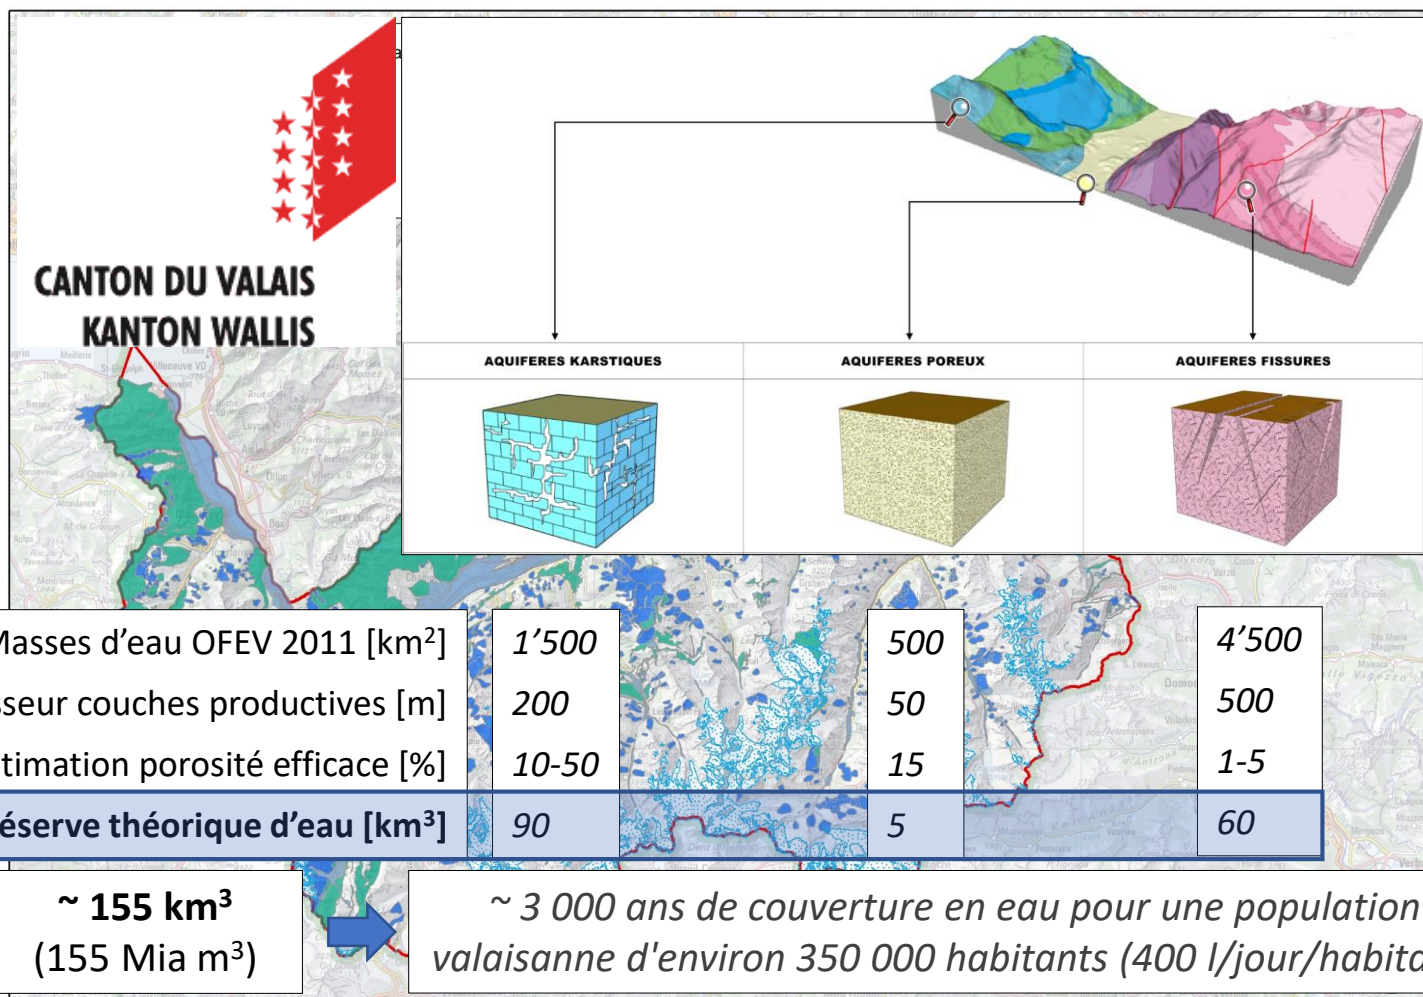 CANTON DU VALAIS
KANTON WALLIS
AQUIFERES KARSTIQUES
AQUIFERES POREUX
AQUIFERES FISSURES
Masses d'eau OFEV 2011 [km²] 1'500 500 4'500
sseur couches productives [m] 200 50 500
timation porosité efficace [%] 10-50 15 1-5
éserve théorique d'eau [km³] 90 5 60
~ 155 km³
(155 Mia m³)
~ 3 000 ans de couverture en eau pour une population
valaisanne d'environ 350 000 habitants (400 l/jour/habita